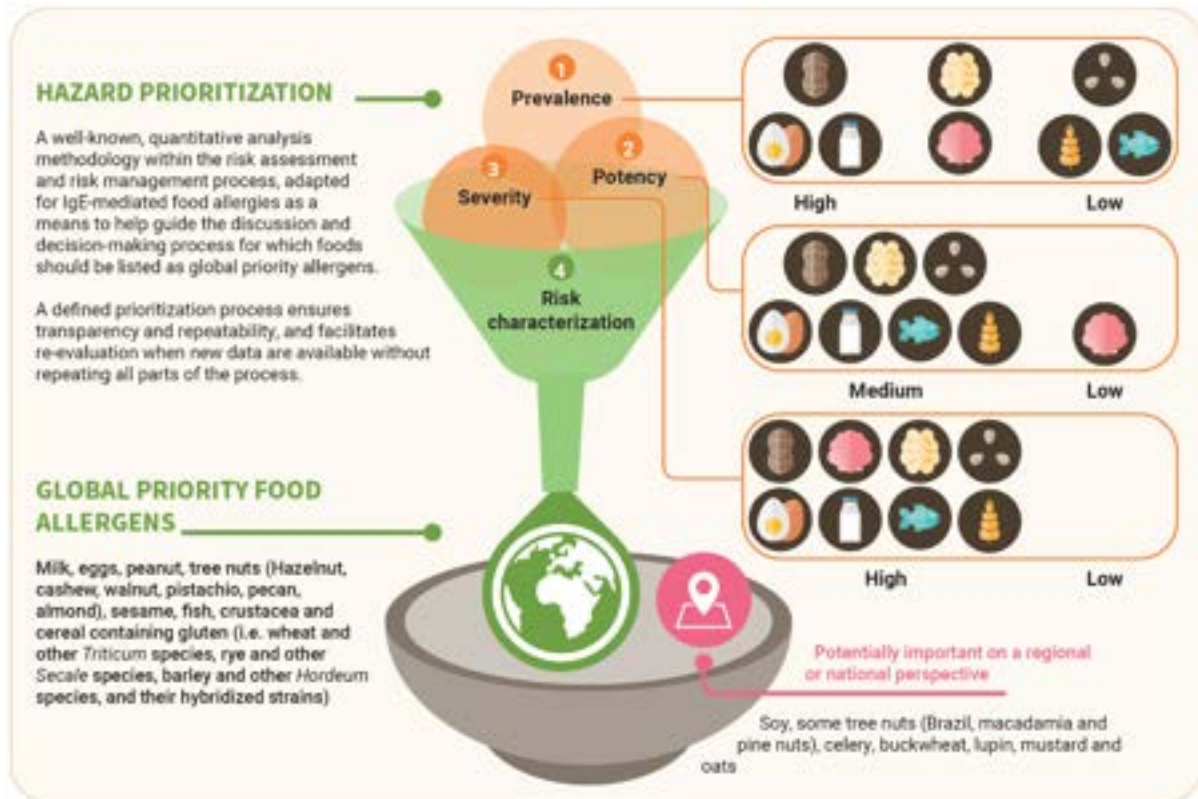 HAZARD PRIORITIZATION
A well-known, quantitative analysis
methodology within the risk assessment
and risk management process, adapted
for IgE-mediated food allergies as a
means to help guide the discussion and
decision-making process for which foods
should be listed as global priority allergens.
A defined prioritization process ensures
transparency and repeatability, and facilitates
re-evaluation when new data are available without
repeating all parts of the process.
1
Prevalence
2
Potency
3
Severity
4
Risk
characterization
High
Low
Medium
Low
High
Low
GLOBAL PRIORITY FOOD
ALLERGENS
Milk, eggs, peanut, tree nuts (Hazelnut,
cashew, walnut, pistachio, pecan,
almond), sesame, fish, crustacea and
cereal containing gluten (i.e. wheat and
other Triticum species, rye and other
Secale species, barley and other Hordeum
species, and their hybridized strains)
Potentially important on a regional
or national perspective
Soy, some tree nuts (Brazil, macadamia and
pine nuts), celery, buckwheat, lupin, mustard and
oats